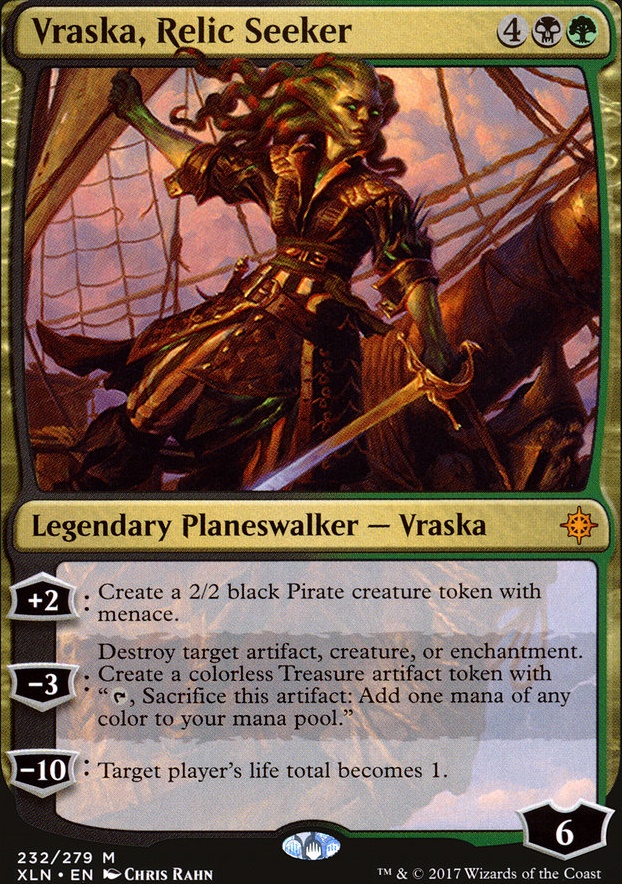 Vraska, Relic Seeker 4
Legendary Planeswalker — Vraska
+2 : Create a 2/2 black Pirate creature token with
menace.
Destroy target artifact, creature, or enchantment.
−3 : Create a colorless Treasure artifact token with
“, Sacrifice this artifact: Add one mana of any
color to your mana pool.”
−10 : Target player’s life total becomes 1.
6
232/279 M
XLN • EN Chris Rahn
™ & © 2017 Wizards of the Coast